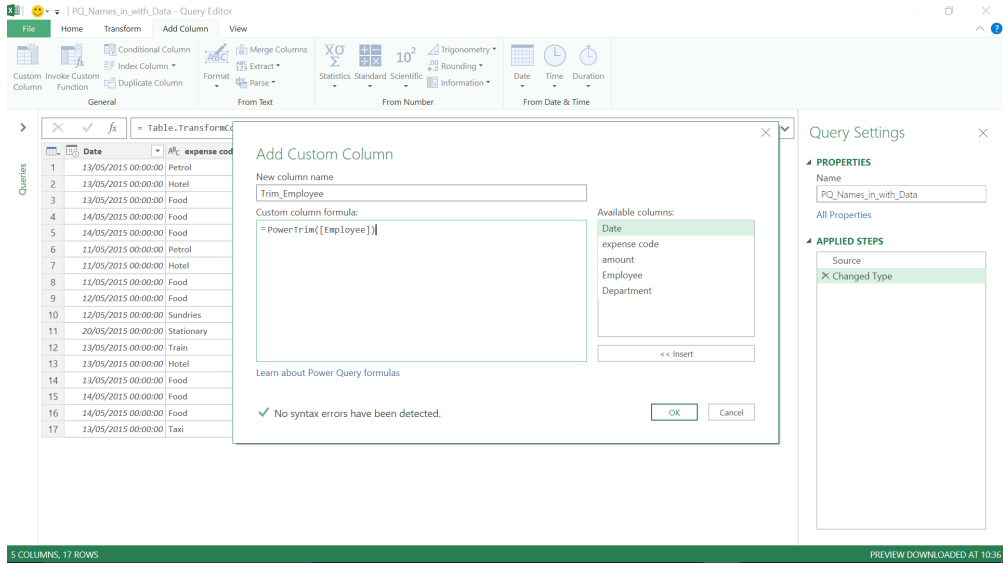 PQ_Names_in_with_Data - Query Editor
File Home Transform Add Column View
Custom Column
Invoke Custom Function
Conditional Column
Index Column
Duplicate Column
General
ABC
Format
Merge Columns
ABC 123 Extract
Parse
From Text
Statistics
Standard
10² Scientific
Trigonometry
.00 Rounding
Information
From Number
Date
Time
Duration
From Date & Time
Queries
fx = Table.TransformCo
Date ABC expense cod
1 13/05/2015 00:00:00 Petrol
2 13/05/2015 00:00:00 Hotel
3 13/05/2015 00:00:00 Food
4 14/05/2015 00:00:00 Food
5 14/05/2015 00:00:00 Food
6 11/05/2015 00:00:00 Petrol
7 11/05/2015 00:00:00 Hotel
8 11/05/2015 00:00:00 Food
9 12/05/2015 00:00:00 Food
10 12/05/2015 00:00:00 Sundries
11 20/05/2015 00:00:00 Stationary
12 13/05/2015 00:00:00 Train
13 13/05/2015 00:00:00 Hotel
14 13/05/2015 00:00:00 Food
15 14/05/2015 00:00:00 Food
16 14/05/2015 00:00:00 Food
17 13/05/2015 00:00:00 Taxi
Add Custom Column
New column name
Trim_Employee
Custom column formula:
= PowerTrim([Employee])
Available columns:
Date
expense code
amount
Employee
Department
<< Insert
Learn about Power Query formulas
No syntax errors have been detected.
OK
Cancel
Query Settings
PROPERTIES
Name
PQ_Names_in_with_Data
All Properties
APPLIED STEPS
Source
Changed Type
5 COLUMNS, 17 ROWS
PREVIEW DOWNLOADED AT 10:36